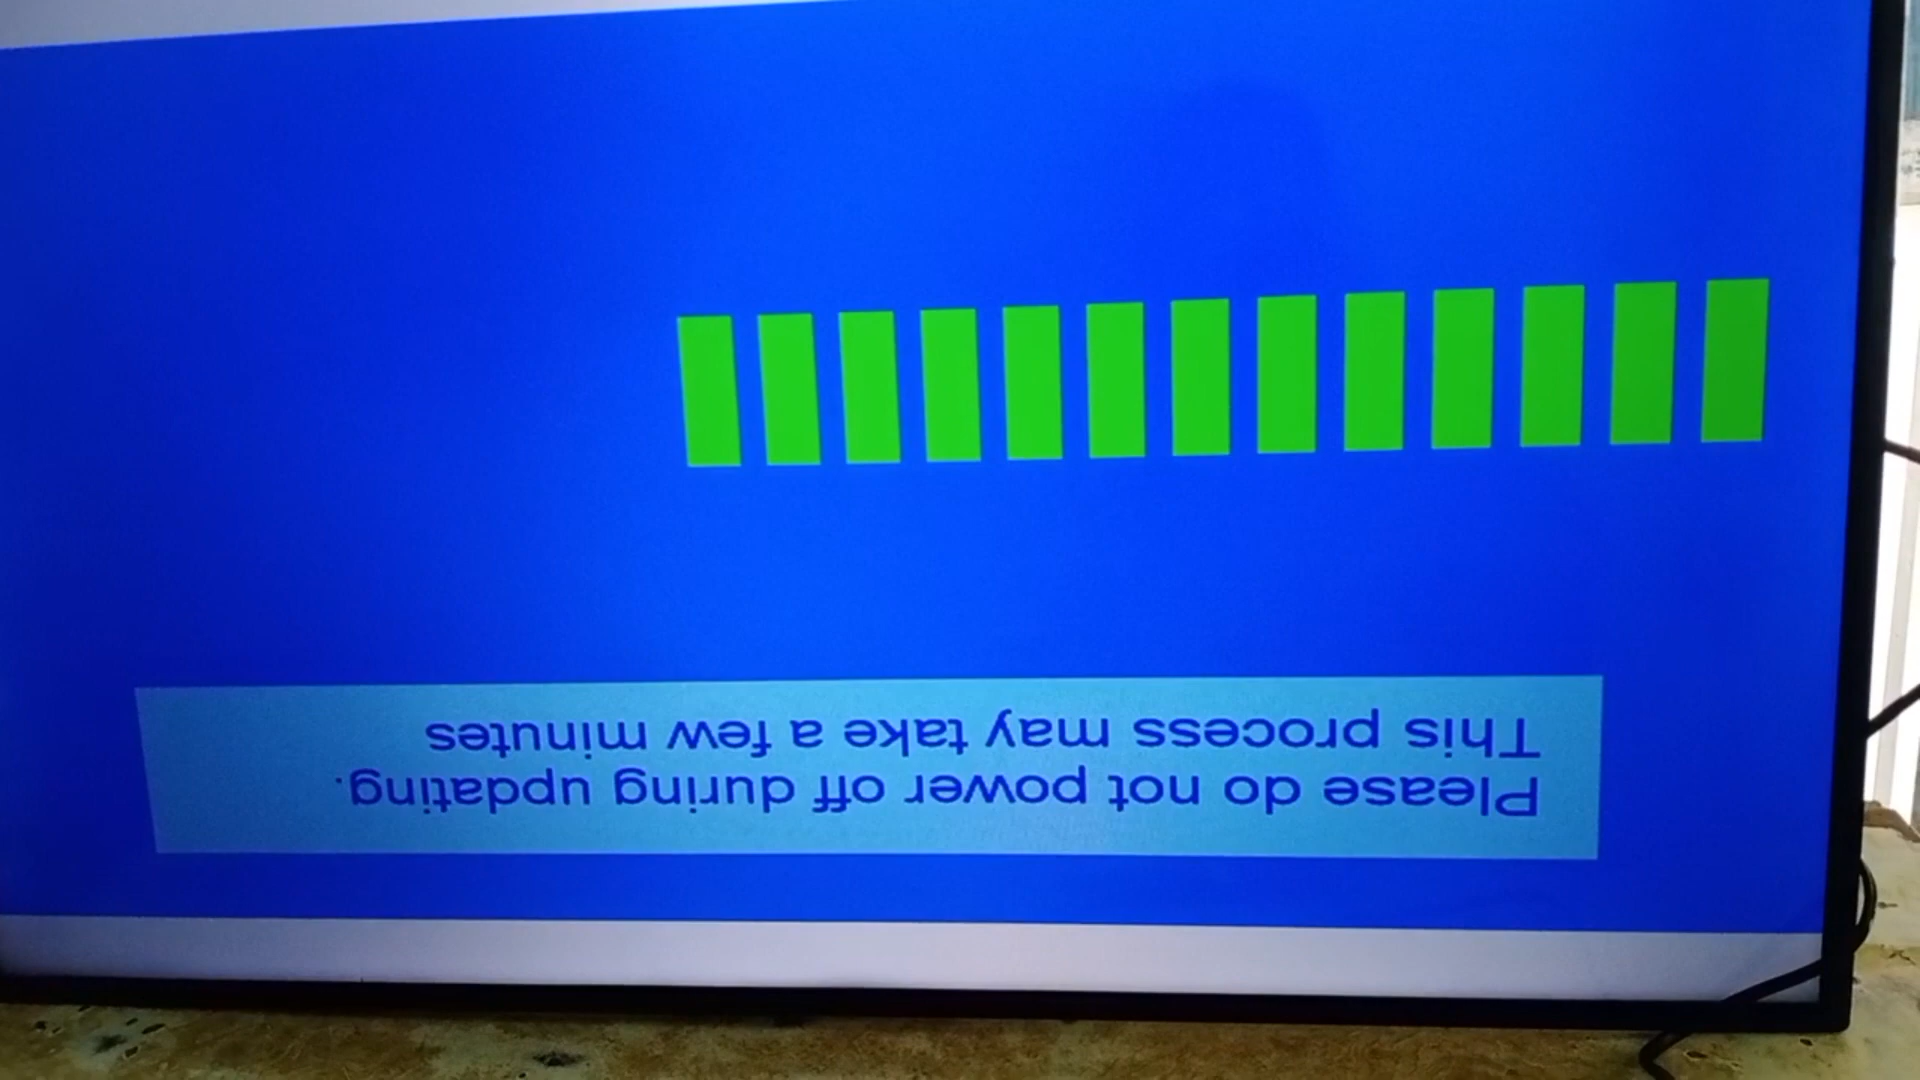 Please do not power off during updating.
This process may take a few minutes